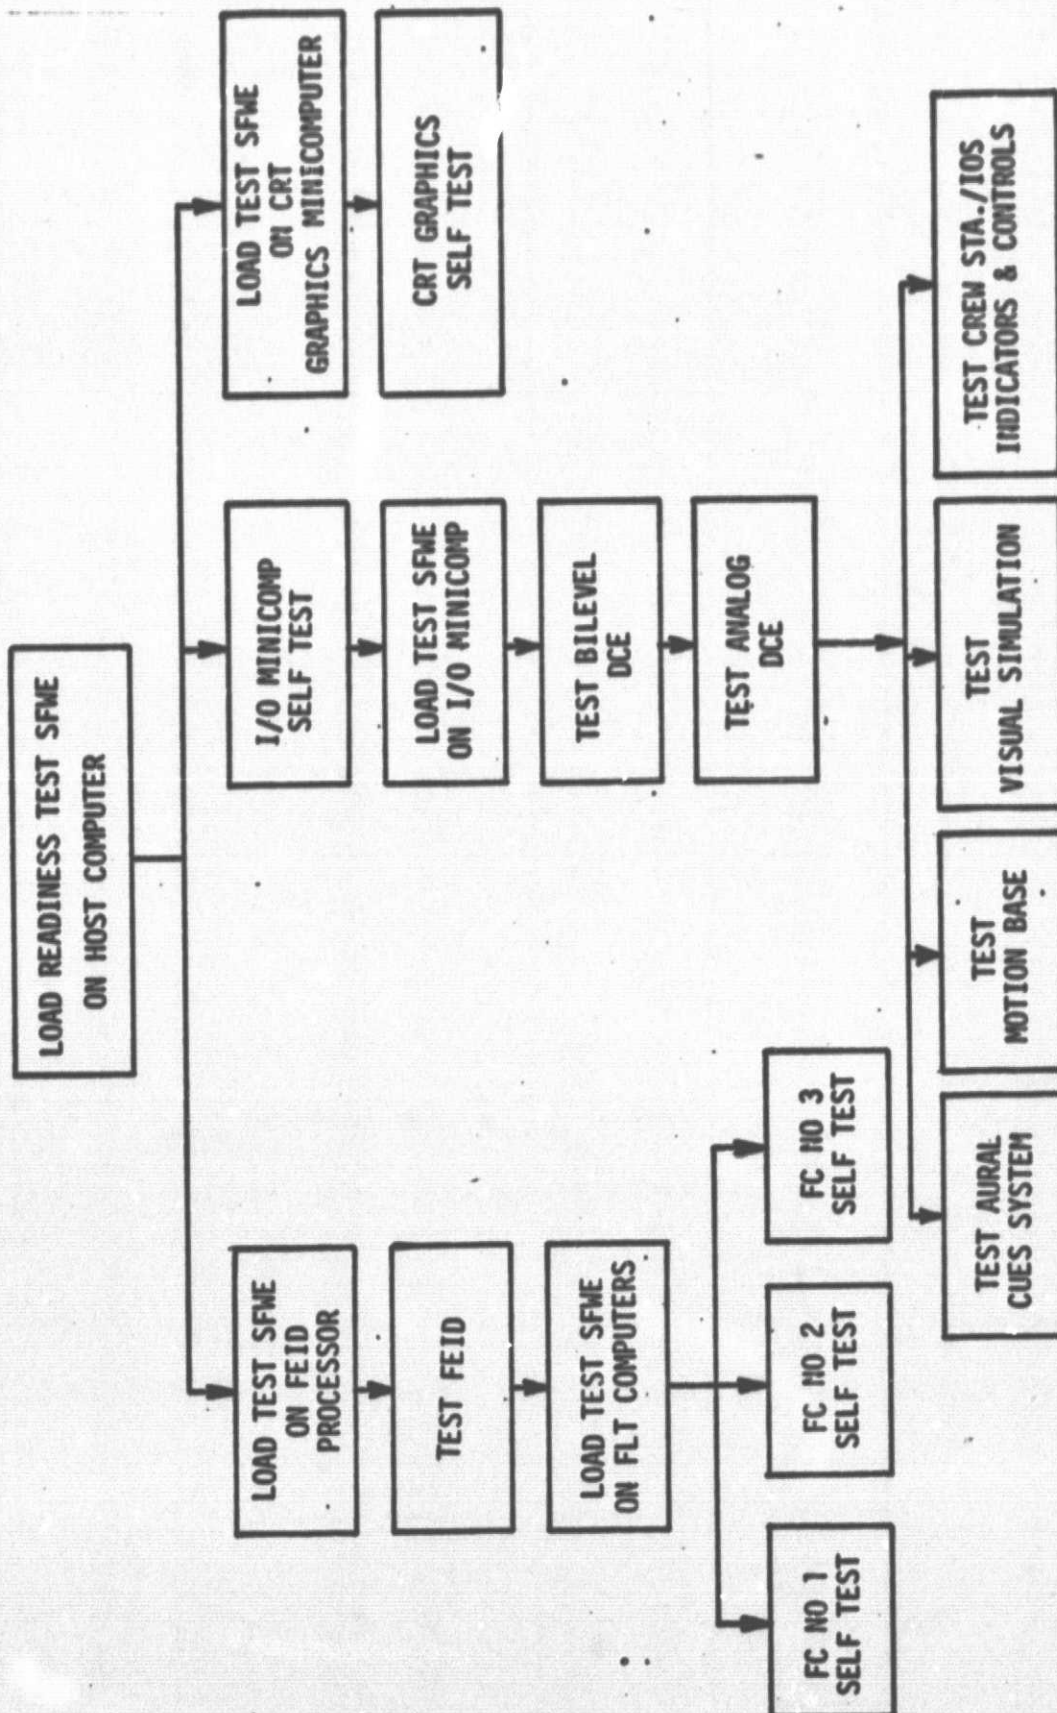 LOAD READINESS TEST SFWE
ON HOST COMPUTER
LOAD TEST SFWE
ON FEID
PROCESSOR
TEST FEID
LOAD TEST SFWE
ON FLT COMPUTERS
FC NO 1
SELF TEST
FC NO 2
SELF TEST
FC NO 3
SELF TEST
I/O MINICOMP
SELF TEST
LOAD TEST SFWE
ON I/O MINICOMP
TEST BILEVEL
DCE
TEST ANALOG
DCE
TEST AURAL
CUES SYSTEM
TEST
MOTION BASE
TEST
VISUAL SIMULATION
TEST CREW STA./IOS
INDICATORS & CONTROLS
LOAD TEST SFWE
ON CRT
GRAPHICS MINICOMPUTER
CRT GRAPHICS
SELF TEST